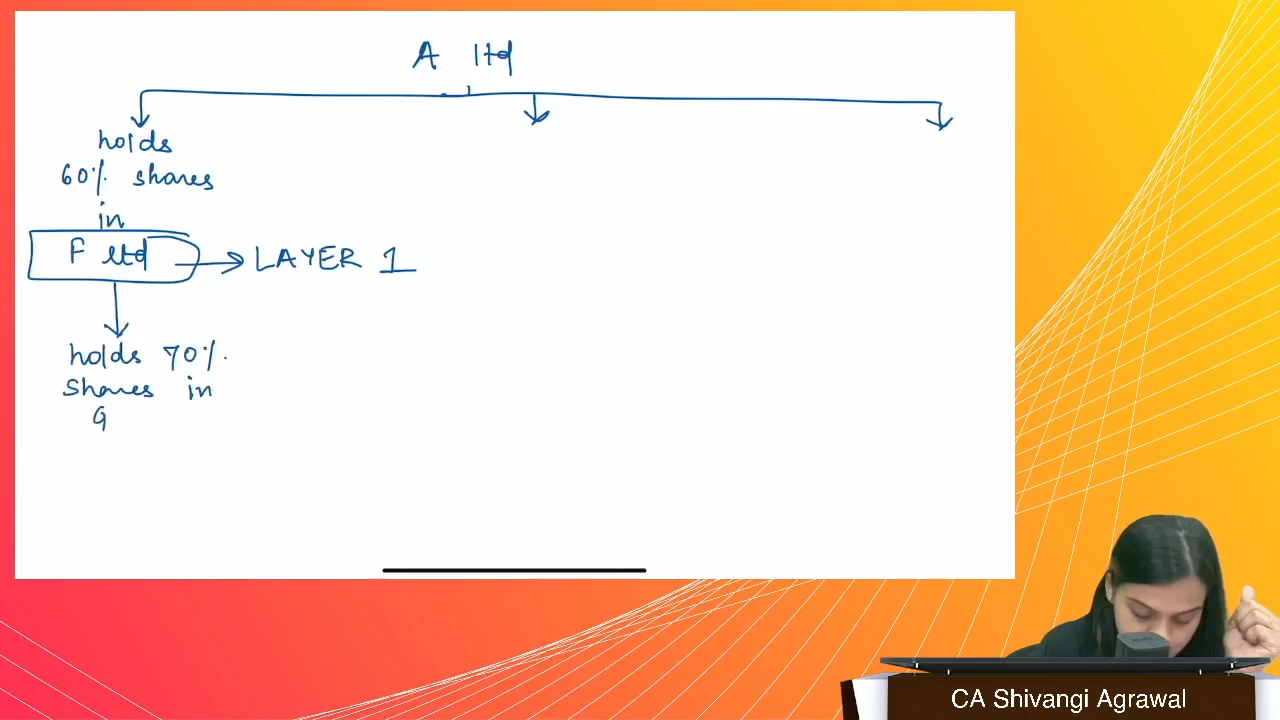 A ltd
holds
60% shares
in
F ltd → LAYER 1
holds 70%
shares in
G
CA Shivangi Agrawal